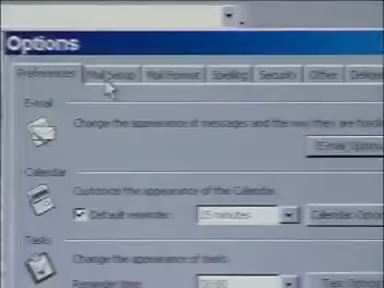 Options
Preferences Mail Setup Mail Format Spelling Security Other
E-mail
Change the appearance of messages and the way they are
Calendar
Customize the appearance of the Calendar.
Default reminder: 15 minutes Calendar
Tasks
Change the appearance of tasks.
Reminder time: